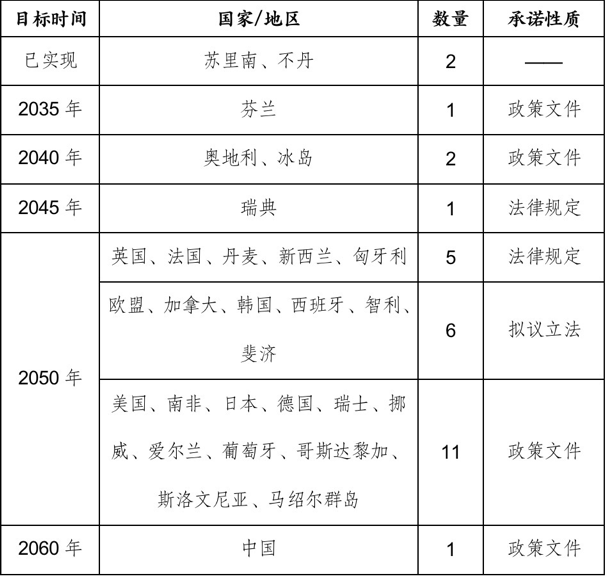 目标时间 国家/地区 数量 承诺性质
已实现 苏里南、不丹 2 ——
2035 年 芬兰 1 政策文件
2040 年 奥地利、冰岛 2 政策文件
2045 年 瑞典 1 法律规定
2050 年
英国、法国、丹麦、新西兰、匈牙利 5 法律规定
欧盟、加拿大、韩国、西班牙、智利、
斐济
6 拟议立法
美国、南非、日本、德国、瑞士、挪
威、爱尔兰、葡萄牙、哥斯达黎加、
斯洛文尼亚、马绍尔群岛
11 政策文件
2060 年 中国 1 政策文件